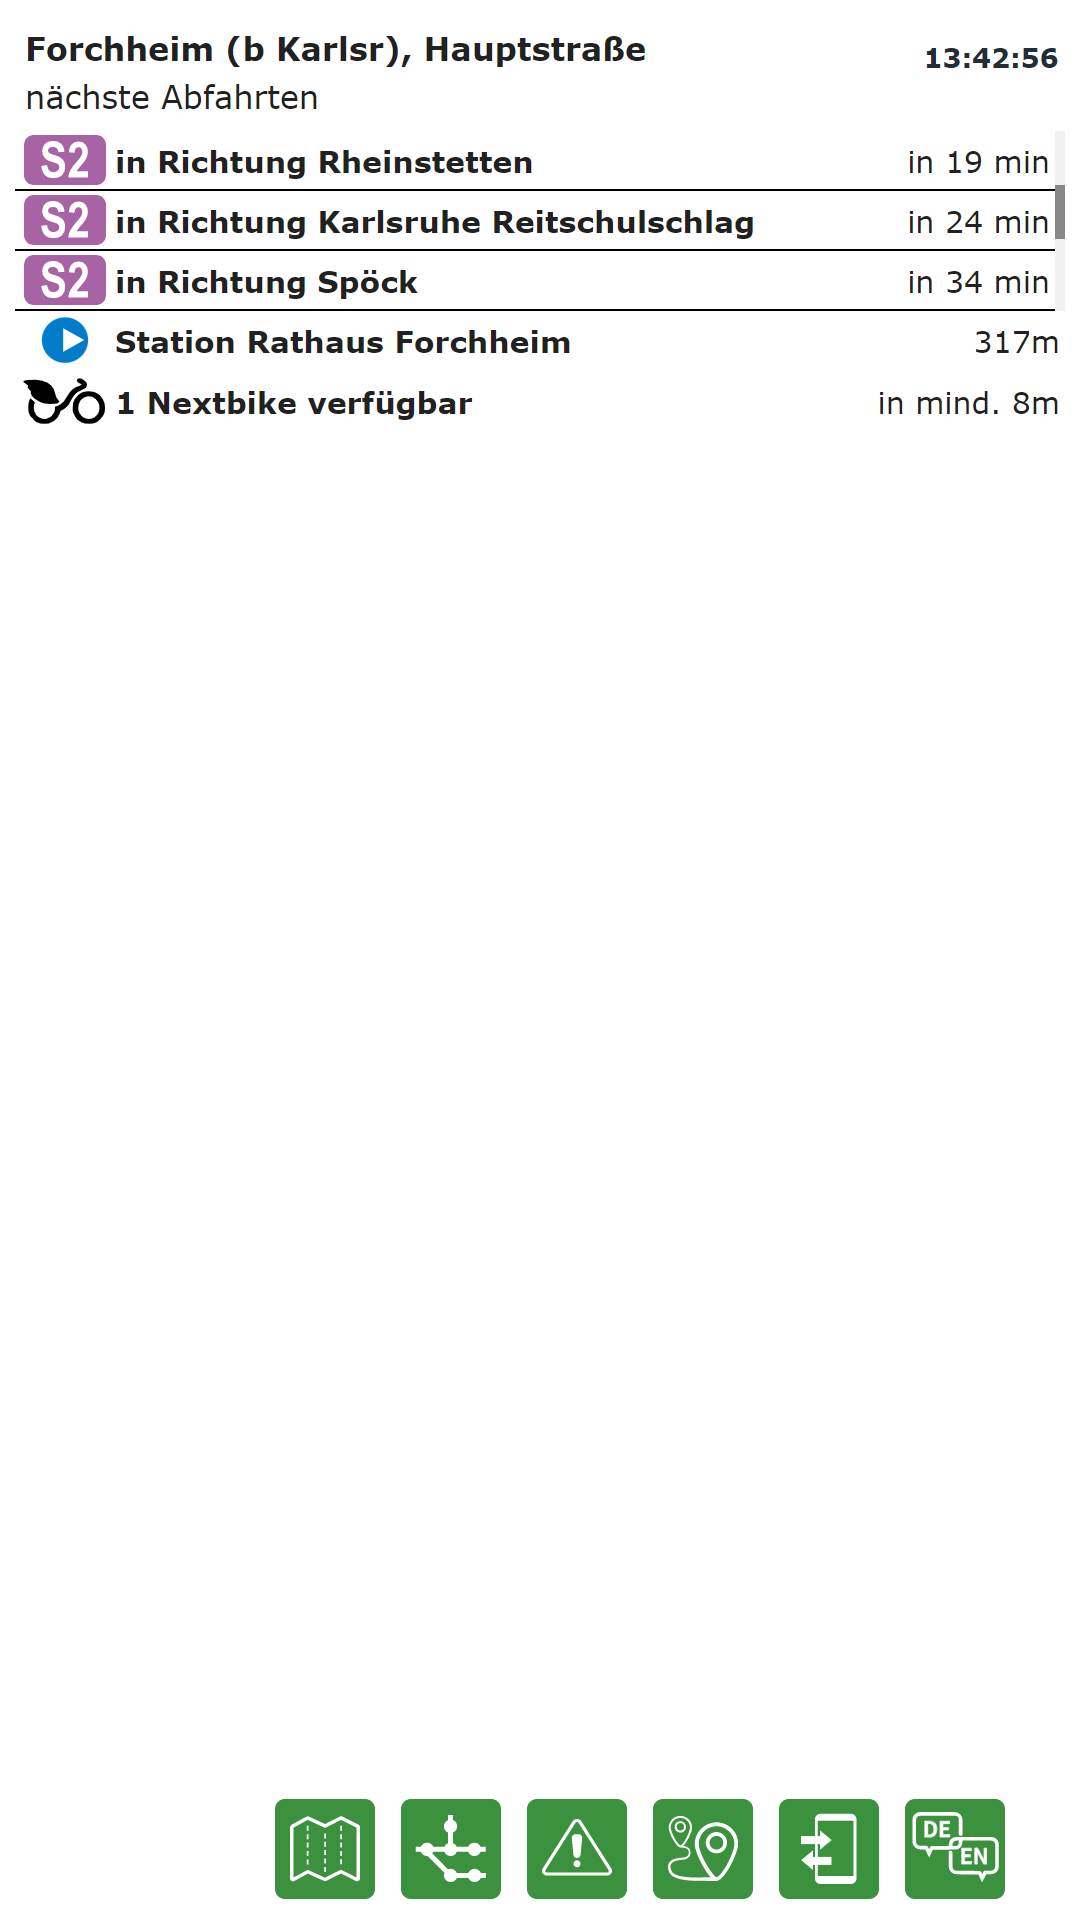 Forchheim (b Karlsr), Hauptstraße
13:42:56
nächste Abfahrten
S2 in Richtung Rheinstetten in 19 min
S2 in Richtung Karlsruhe Reitschulschlag in 24 min
S2 in Richtung Spöck in 34 min
Station Rathaus Forchheim 317m
1 Nextbike verfügbar in mind. 8m
DE
EN